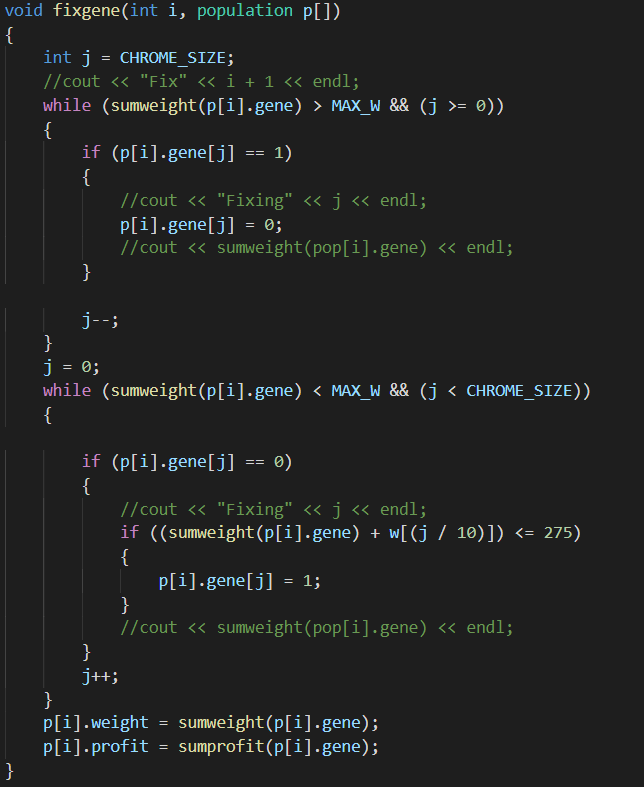 void fixgene(int i, population p[])
{
    int j = CHROME_SIZE;
    //cout << "Fix" << i + 1 << endl;
    while (sumweight(p[i].gene) > MAX_W && (j >= 0))
    {
        if (p[i].gene[j] == 1)
        {
            //cout << "Fixing" << j << endl;
            p[i].gene[j] = 0;
            //cout << sumweight(pop[i].gene) << endl;
        }

        j--;
    }
    j = 0;
    while (sumweight(p[i].gene) < MAX_W && (j < CHROME_SIZE))
    {

        if (p[i].gene[j] == 0)
        {
            //cout << "Fixing" << j << endl;
            if ((sumweight(p[i].gene) + w[(j / 10)]) <= 275)
            {
                p[i].gene[j] = 1;
            }
            //cout << sumweight(pop[i].gene) << endl;
        }
        j++;
    }
    p[i].weight = sumweight(p[i].gene);
    p[i].profit = sumprofit(p[i].gene);
}